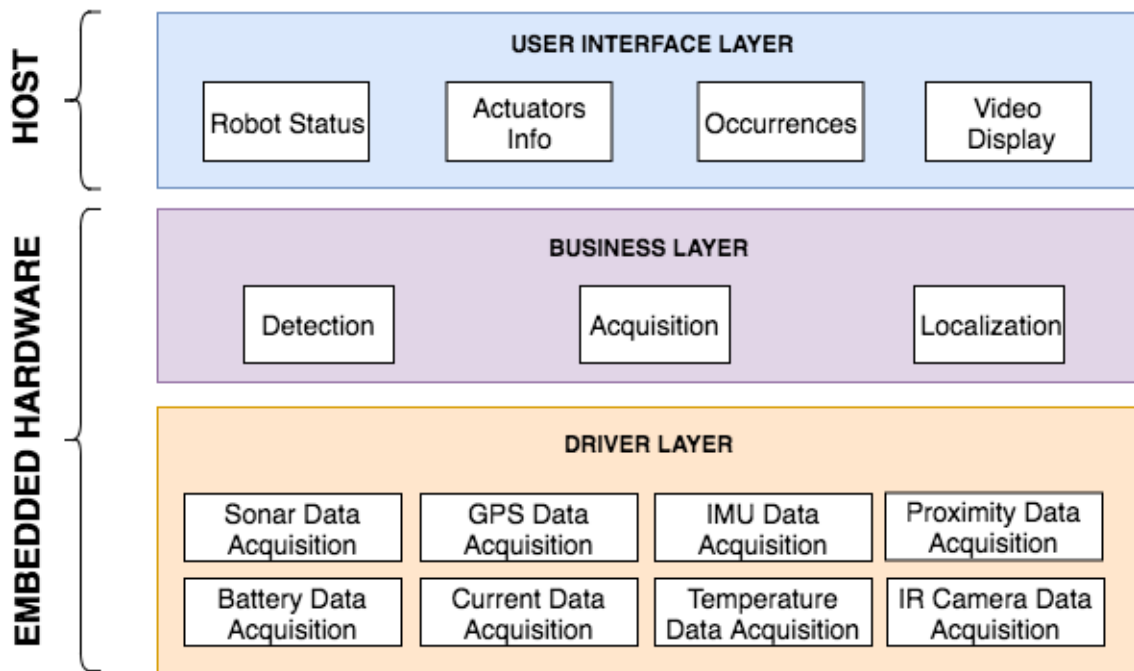 HOST
USER INTERFACE LAYER
Robot Status
Actuators
Info
Occurrences
Video
Display
EMBEDDED HARDWARE
BUSINESS LAYER
Detection
Acquisition
Localization
DRIVER LAYER
Sonar Data
Acquisition
GPS Data
Acquisition
IMU Data
Acquisition
Proximity Data
Acquisition
Battery Data
Acquisition
Current Data
Acquisition
Temperature
Data Acquisition
IR Camera Data
Acquisition